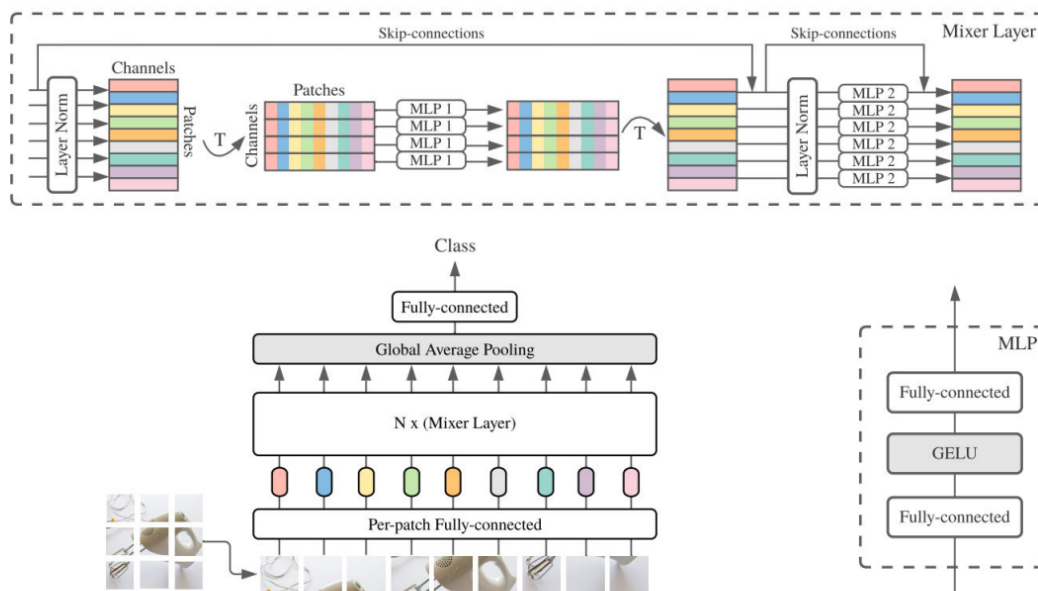 Skip-connections
Skip-connections
Mixer Layer
Layer Norm
Channels
Patches
T
Patches
Channels
MLP 1
MLP 1
MLP 1
MLP 1
T
Layer Norm
MLP 2
MLP 2
MLP 2
MLP 2
MLP 2
MLP 2
Class
Fully-connected
Global Average Pooling
N x (Mixer Layer)
Per-patch Fully-connected
MLP
Fully-connected
GELU
Fully-connected